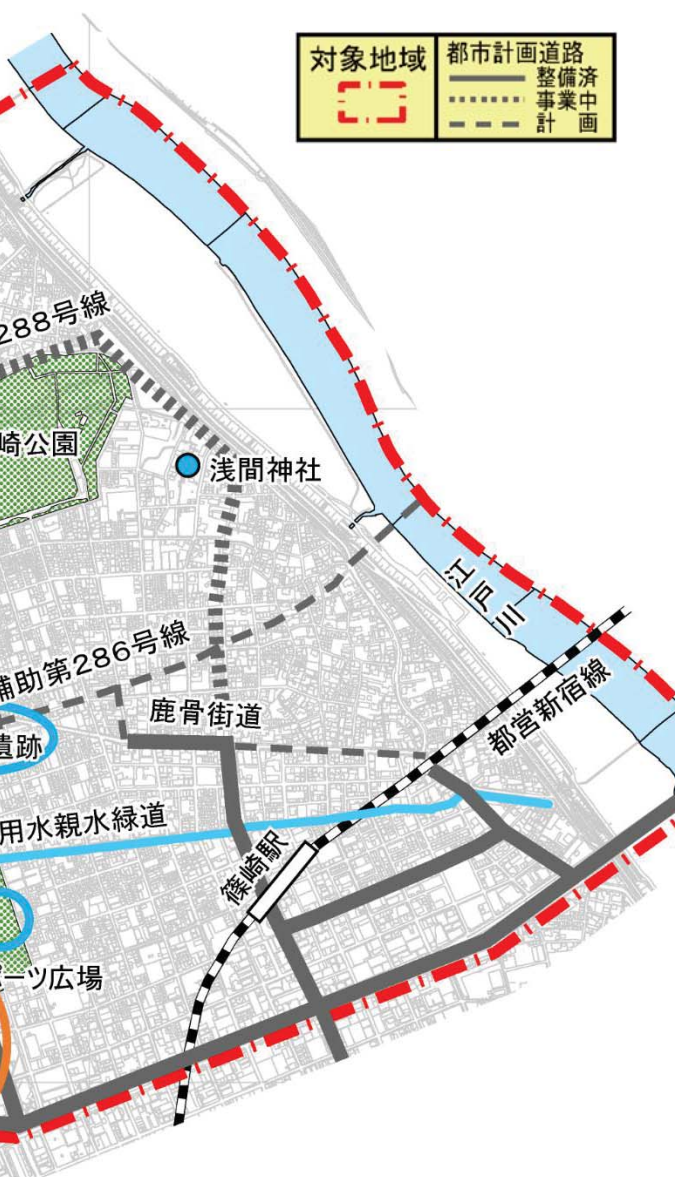 対象地域
都市計画道路
整備済
事業中
計 画
288号線
崎公園
浅間神社
江戸川
補助第286号線
鹿骨街道
都営新宿線
遺跡
用水親水緑道
篠崎駅
ーツ広場